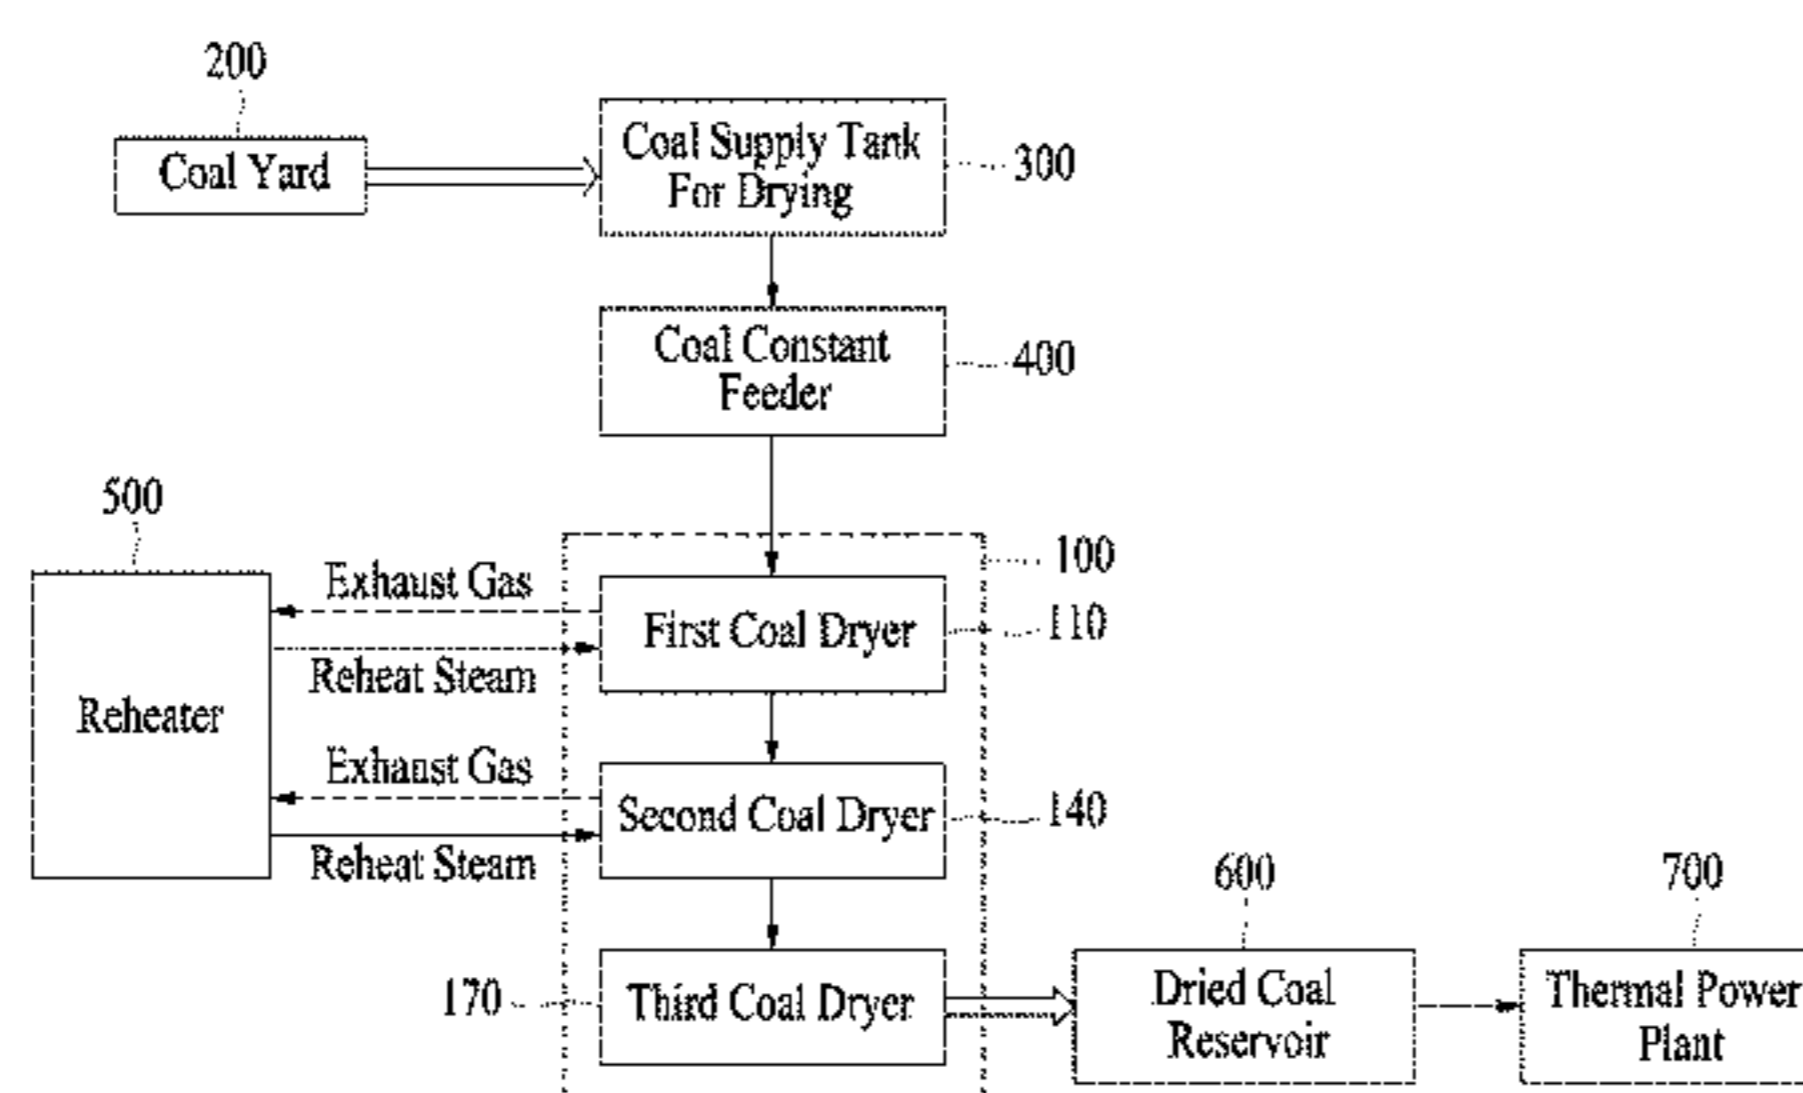 200
Coal Yard
Coal Supply Tank
For Drying
300
Coal Constant
Feeder
400
500
Reheater
Exhaust Gas
Reheat Steam
Exhaust Gas
Reheat Steam
100
First Coal Dryer
110
Second Coal Dryer
140
170
Third Coal Dryer
600
Dried Coal
Reservoir
700
Thermal Power
Plant